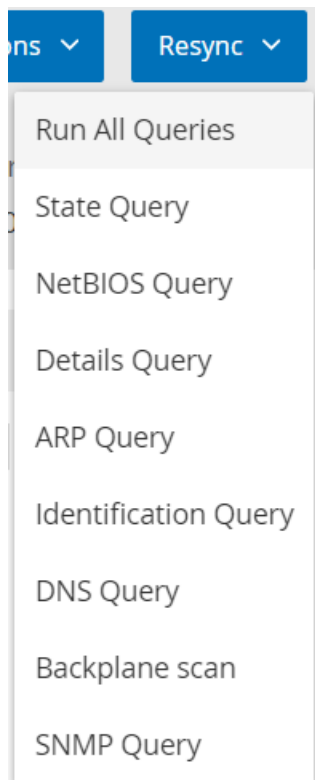 ons
Resync
Run All Queries
State Query
NetBIOS Query
Details Query
ARP Query
Identification Query
DNS Query
Backplane scan
SNMP Query